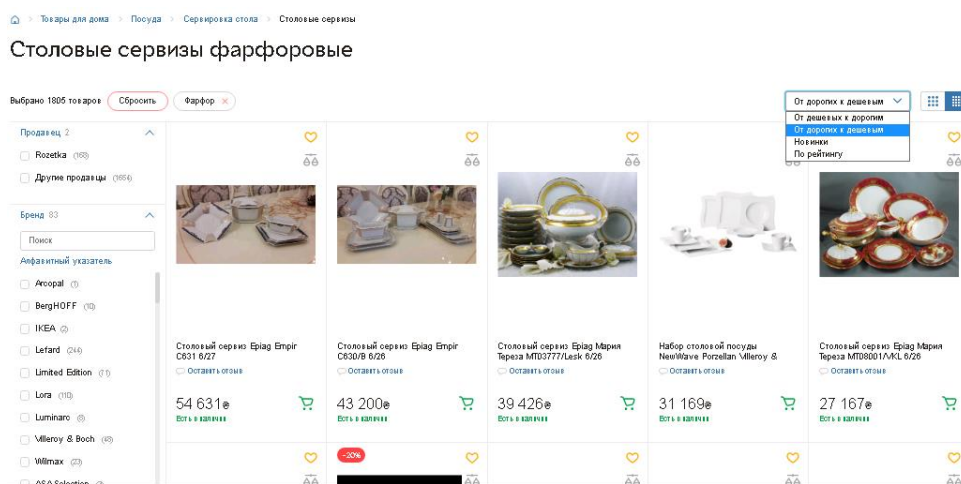 Товары для дома > Посуда > Сервировка стола > Столовые сервизы
Столовые сервизы фарфоровые
Выбрано 1805 товаров Сбросить Фарфор ×
От дорогих к дешевым
От дешевых к дорогим
От дорогих к дешевым
Новинки
По рейтингу
Продавец 2
Rozetka (168)
Другие продавцы (1654)
Бренд 83
Поиск
Алфавитный указатель
Arcopal (1)
BergHOFF (10)
IKEA (2)
Lefard (244)
Limited Edition (71)
Lora (110)
Luminarc (6)
Villeroy & Boch (48)
Wilmax (23)
ASA Selection
Столовый сервиз Epiag Empir
C631 6/27
Оставить отзыв
54 631₴
Есть в наличии
Столовый сервиз Epiag Empir
C630/B 6/26
Оставить отзыв
43 200₴
Есть в наличии
Столовый сервиз Epiag Мария
Тереза MT03777/Lesk 6/26
Оставить отзыв
39 426₴
Есть в наличии
Набор столовой посуды
NewWave Porzellan Villeroy &
Оставить отзыв
31 169₴
Есть в наличии
Столовый сервиз Epiag Мария
Тереза MT08001/VKL 6/26
Оставить отзыв
27 167₴
Есть в наличии
-20%